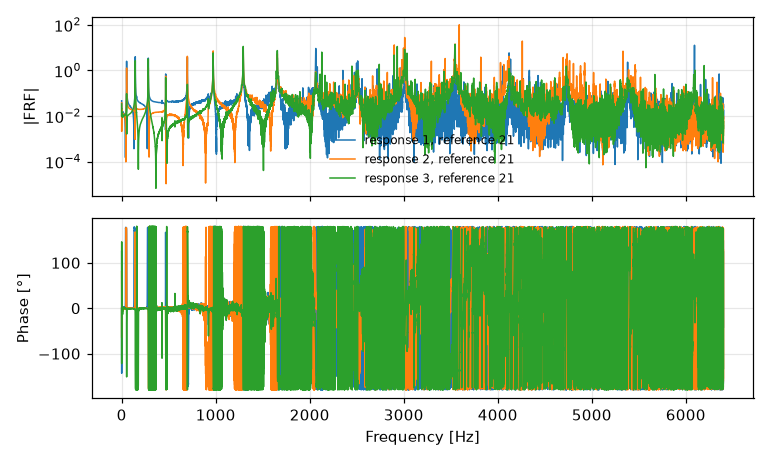 10²
10⁰
10⁻²
10⁻⁴
|FRF|
response 1, reference 21
response 2, reference 21
response 3, reference 21
100
0
−100
Phase [°]
0 1000 2000 3000 4000 5000 6000
Frequency [Hz]